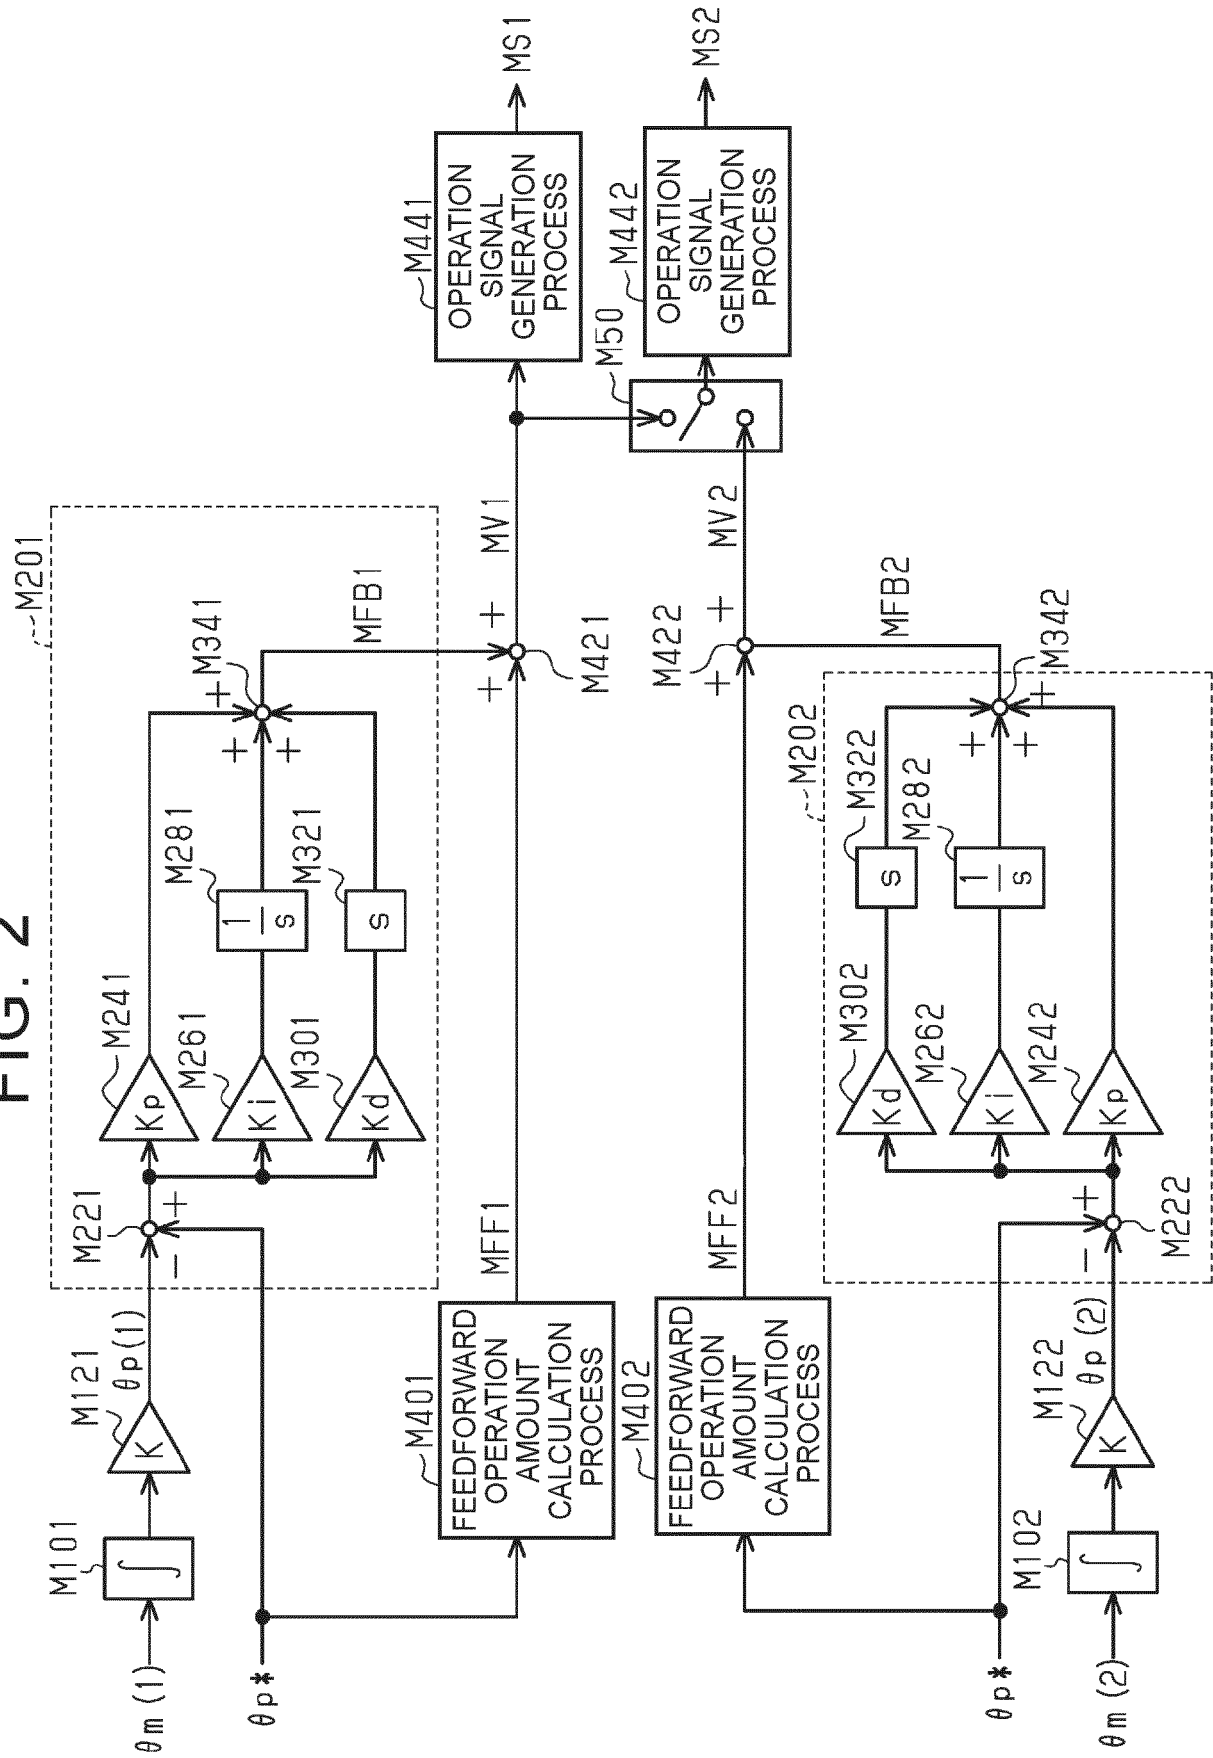 FIG. 2
M201
M221
M241
M261
M281
M301
M321
M341
Kp
Ki
Kd
1
s
s
+
−
+
+
+
MFB1
θm(1)
M101
∫
M121
K
θp(1)
θp*
M401
FEEDFORWARD
OPERATION
AMOUNT
CALCULATION
PROCESS
MFF1
+
+
M421
MV1
M441
OPERATION
SIGNAL
GENERATION
PROCESS
MS1
M50
M402
FEEDFORWARD
OPERATION
AMOUNT
CALCULATION
PROCESS
MFF2
+
+
M422
MV2
M442
OPERATION
SIGNAL
GENERATION
PROCESS
MS2
MFB2
M202
M302
M322
M262
M282
M242
M342
M222
Kd
Ki
Kp
s
1
s
+
−
+
+
+
θp*
θm(2)
M102
∫
M122
K
θp(2)